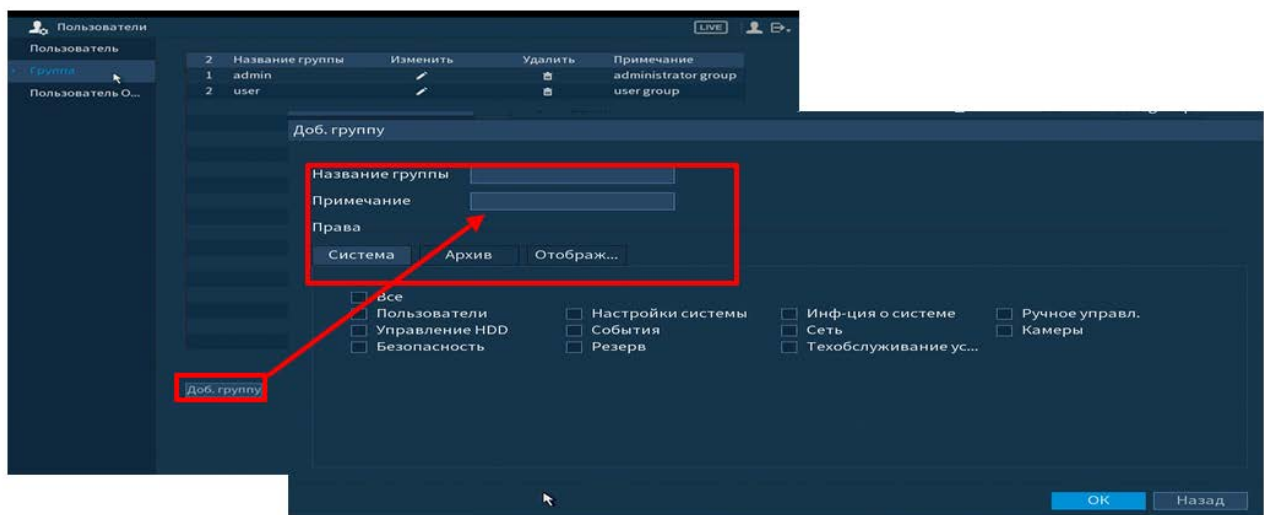 Пользователи
LIVE
Пользователь
Группа
Пользователь О...
2 Название группы Изменить Удалить Примечание
1 admin administrator group
2 user user group
Доб. группу
Доб. группу
Название группы
Примечание
Права
Система Архив Отображ...
Все
Пользователи Настройки системы Инф-ция о системе Ручное управл.
Управление HDD События Сеть Камеры
Безопасность Резерв Техобслуживание ус...
OK Назад